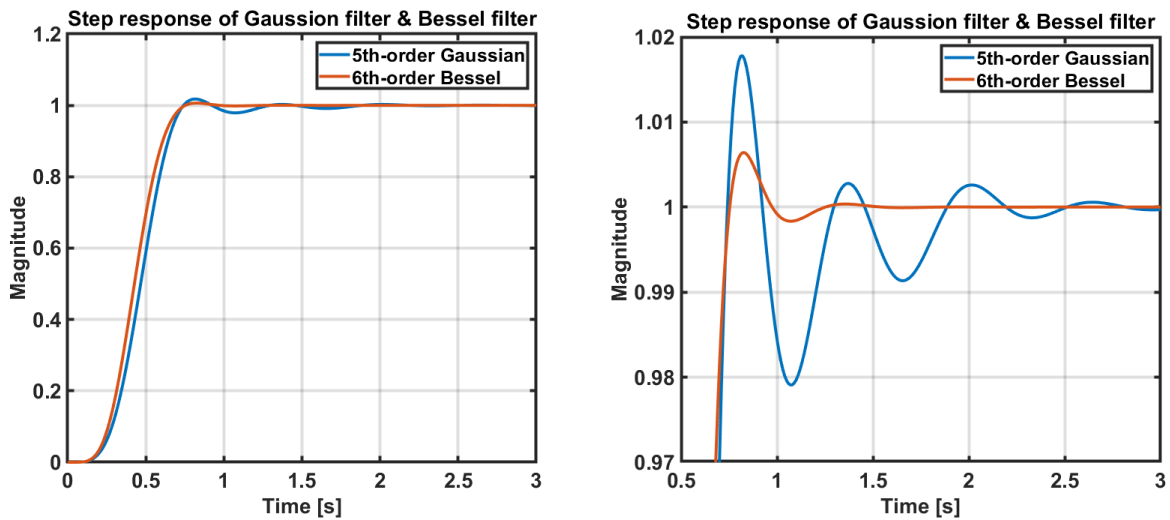 Step response of Gaussion filter & Bessel filter
1.2
1
0.8
0.6
0.4
0.2
0
Magnitude
5th-order Gaussian
6th-order Bessel
0 0.5 1 1.5 2 2.5 3
Time [s]
Step response of Gaussion filter & Bessel filter
1.02
1.01
1
0.99
0.98
0.97
Magnitude
5th-order Gaussian
6th-order Bessel
0.5 1 1.5 2 2.5 3
Time [s]